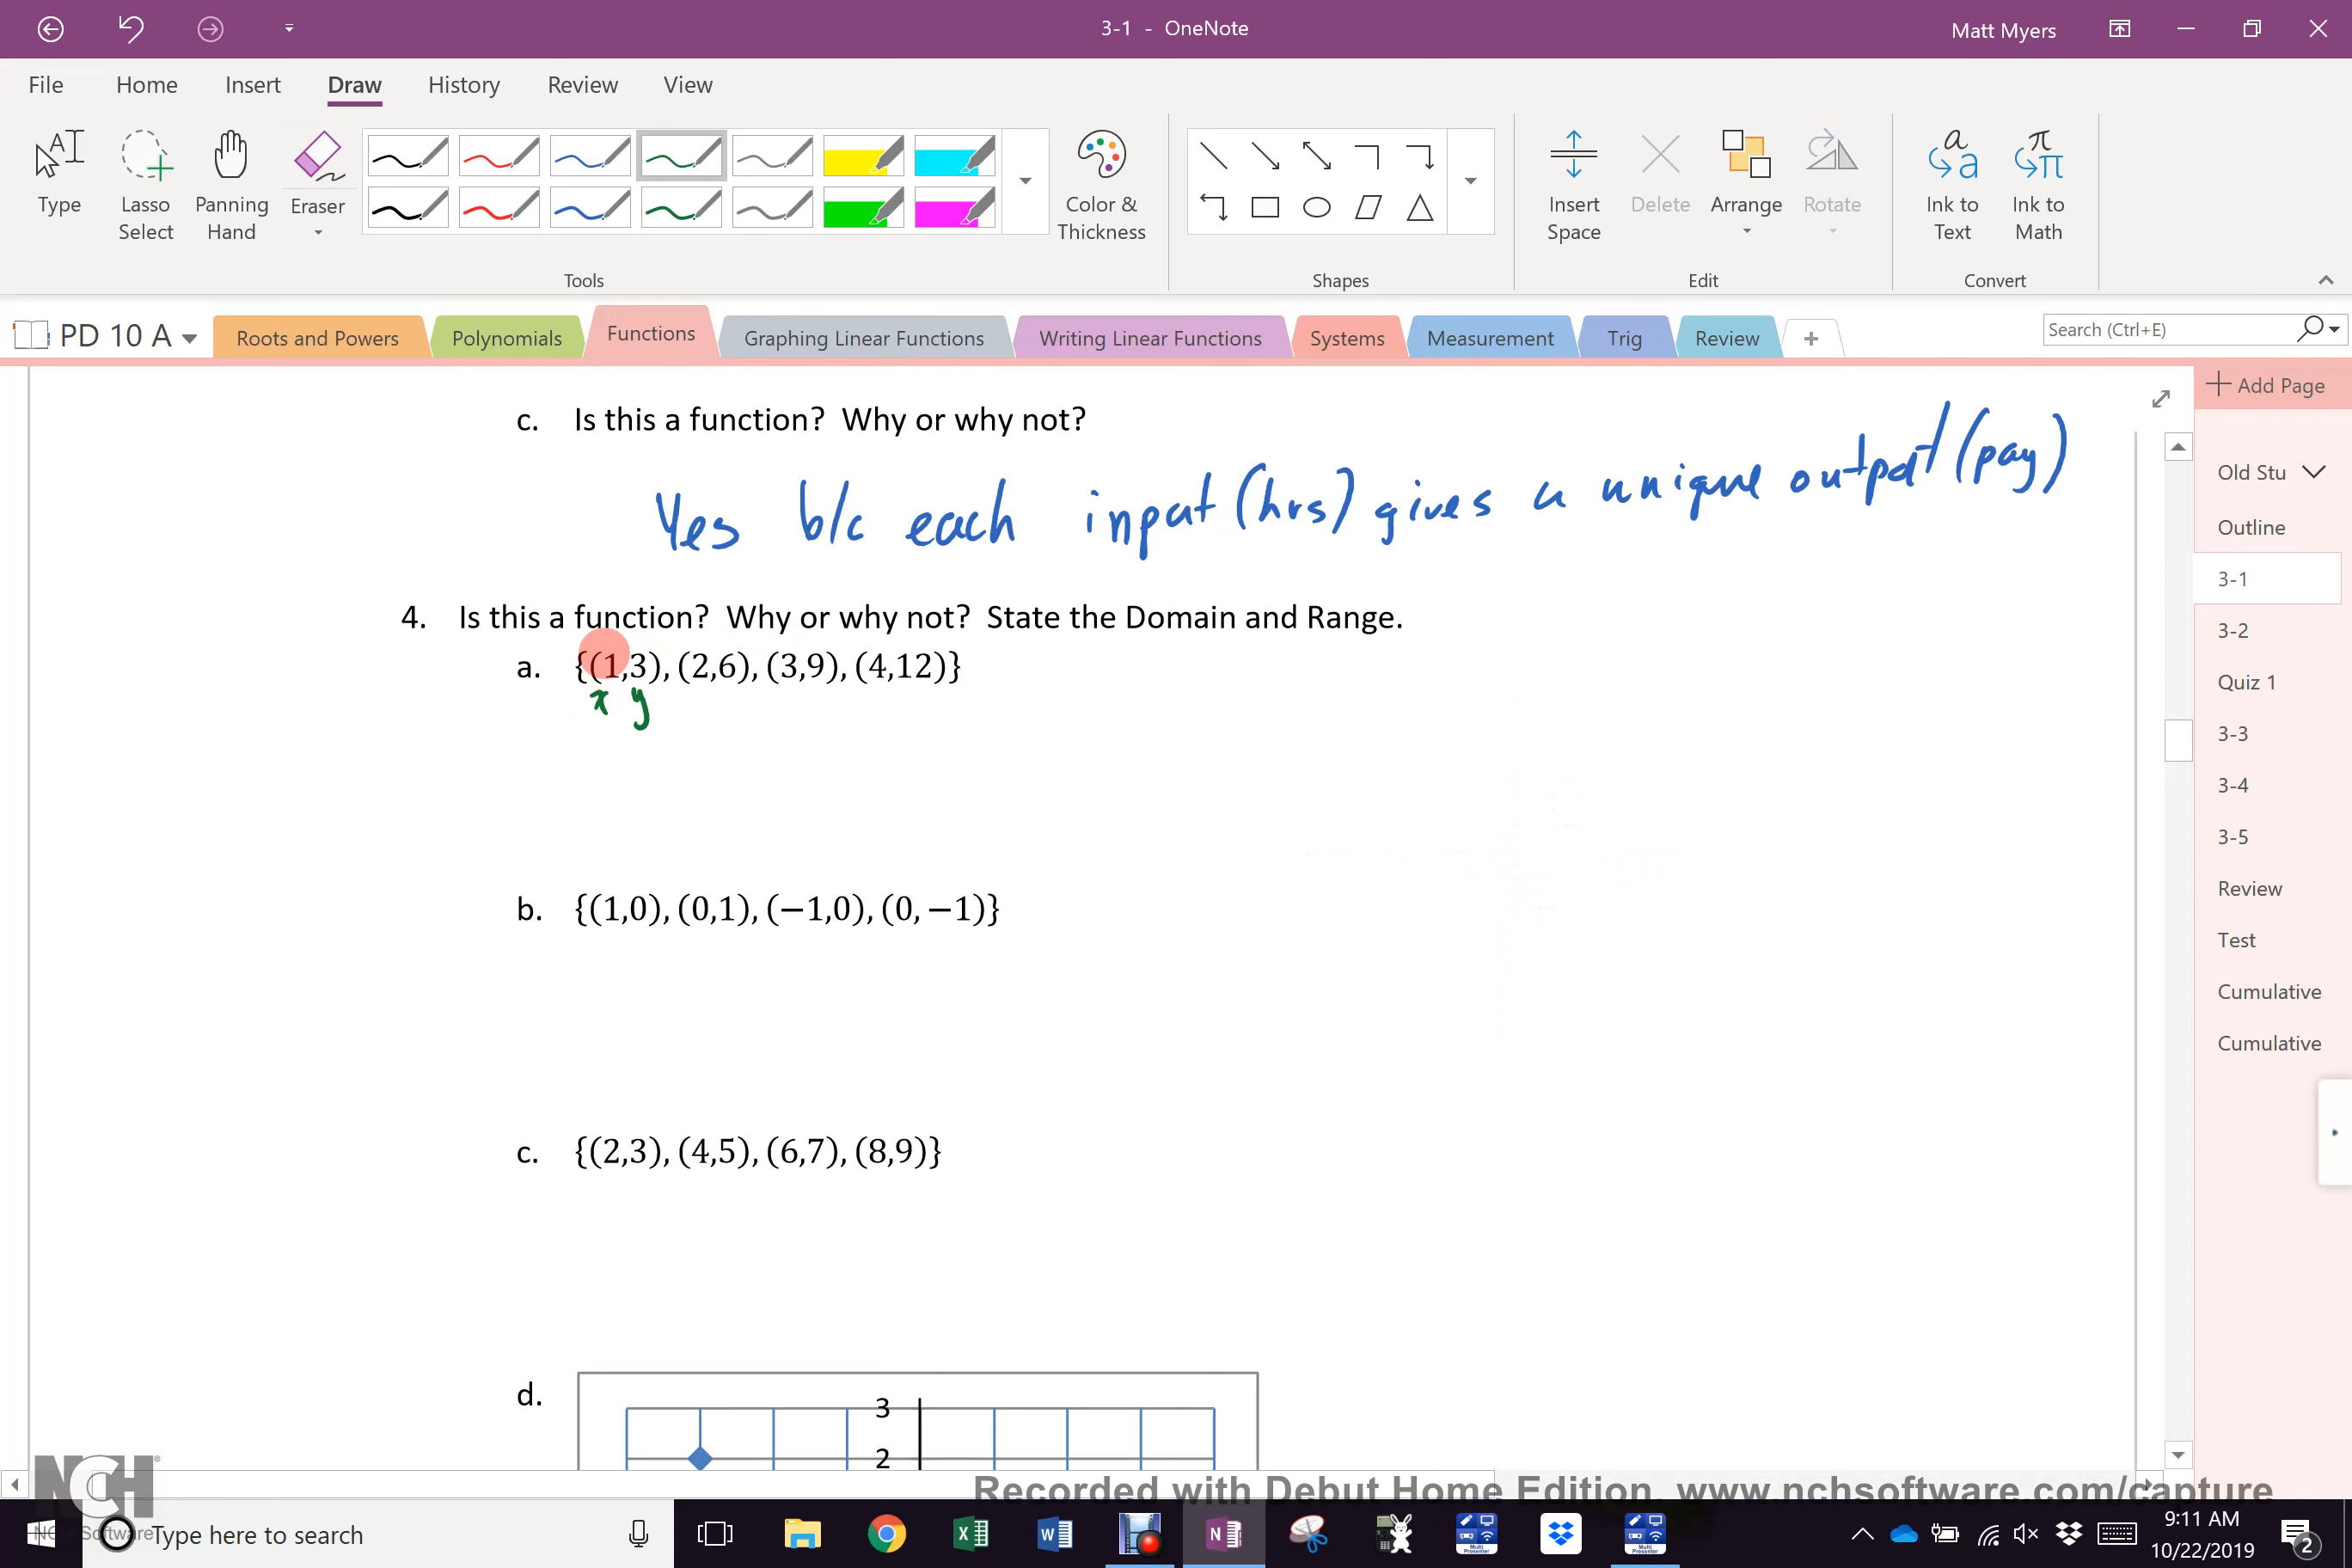 3-1 - OneNote
Matt Myers
File Home Insert Draw History Review View
Type
Lasso Select
Panning Hand
Eraser
Color & Thickness
Insert Space
Delete
Arrange
Rotate
Ink to Text
Ink to Math
Tools
Shapes
Edit
Convert
PD 10 A
Roots and Powers
Polynomials
Functions
Graphing Linear Functions
Writing Linear Functions
Systems
Measurement
Trig
Review
Search (Ctrl+E)
Add Page
c. Is this a function? Why or why not?
Yes b/c each input (hrs) gives a unique output (pay)
4. Is this a function? Why or why not? State the Domain and Range.
a. {(1,3), (2,6), (3,9), (4,12)}
x y
b. {(1,0), (0,1), (−1,0), (0, −1)}
c. {(2,3), (4,5), (6,7), (8,9)}
d.
3
2
Old Stu
Outline
3-1
3-2
Quiz 1
3-3
3-4
3-5
Review
Test
Cumulative
Cumulative
NCH
NCH Software
Recorded with Debut Home Edition. www.nchsoftware.com/capture
Type here to search
9:11 AM
10/22/2019
2